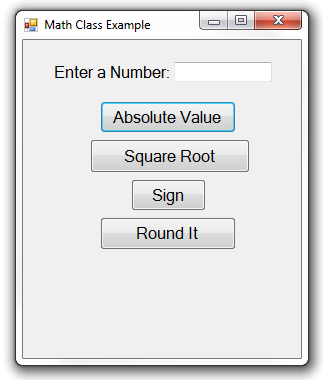 Math Class Example
Enter a Number:
Absolute Value
Square Root
Sign
Round It